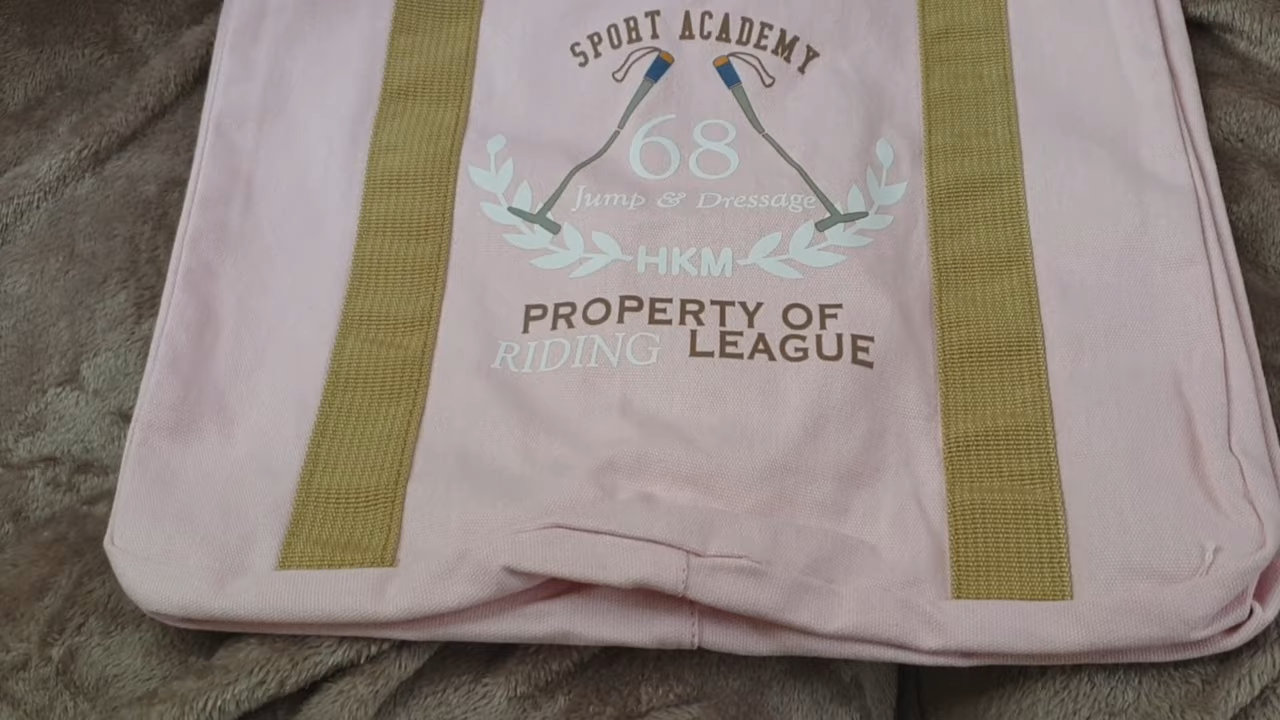 SPORT ACADEMY
68
Jump & Dressage
HKM
PROPERTY OF
RIDING LEAGUE